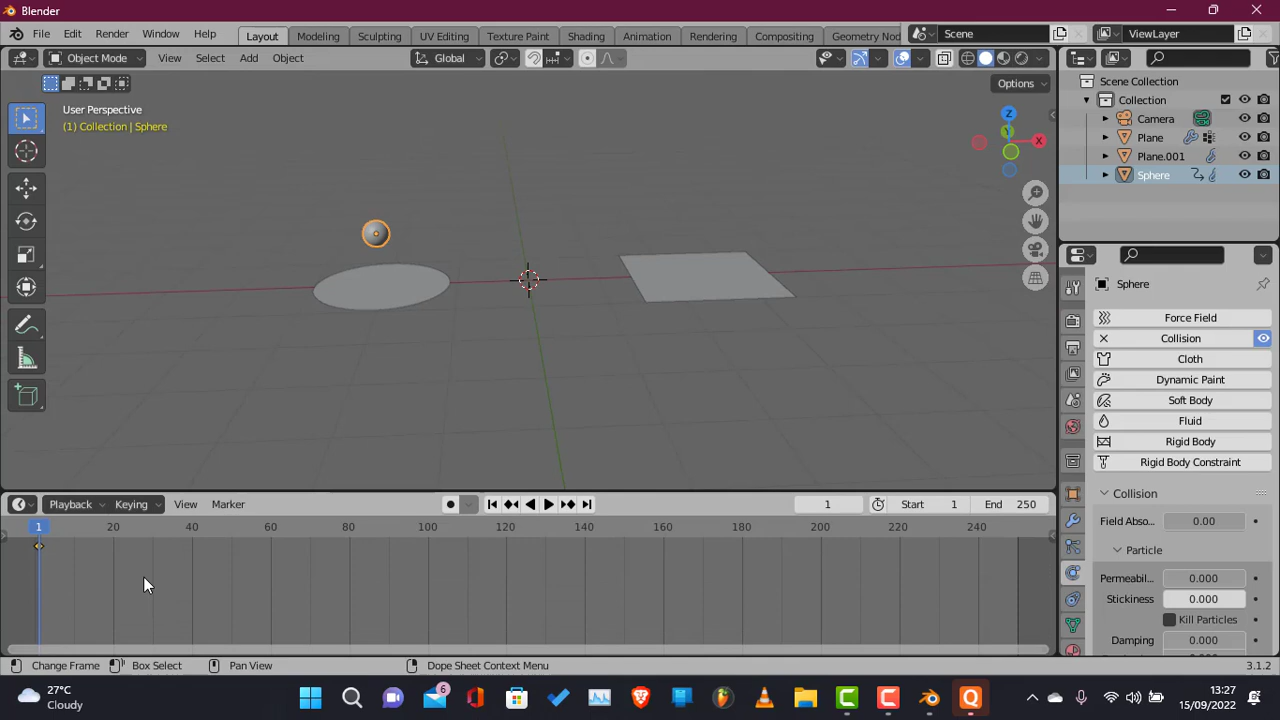 Blender
File Edit Render Window Help Layout Modeling Sculpting UV Editing Texture Paint Shading Animation Rendering Compositing Geometry Nod Scene ViewLayer
Object Mode View Select Add Object Global
Options
User Perspective
(1) Collection | Sphere
Z
Y
X
Scene Collection
Collection
Camera
Plane
Plane.001
Sphere
Sphere
Force Field
Collision
Cloth
Dynamic Paint
Soft Body
Fluid
Rigid Body
Rigid Body Constraint
Collision
Field Abso... 0.00
Particle
Permeabil... 0.000
Stickiness 0.000
Kill Particles
Damping 0.000
Playback Keying View Marker 1 Start 1 End 250
1 20 40 60 80 100 120 140 160 180 200 220 240
Change Frame Box Select Pan View Dope Sheet Context Menu 3.1.2
27°C
Cloudy
6
13:27
15/09/2022